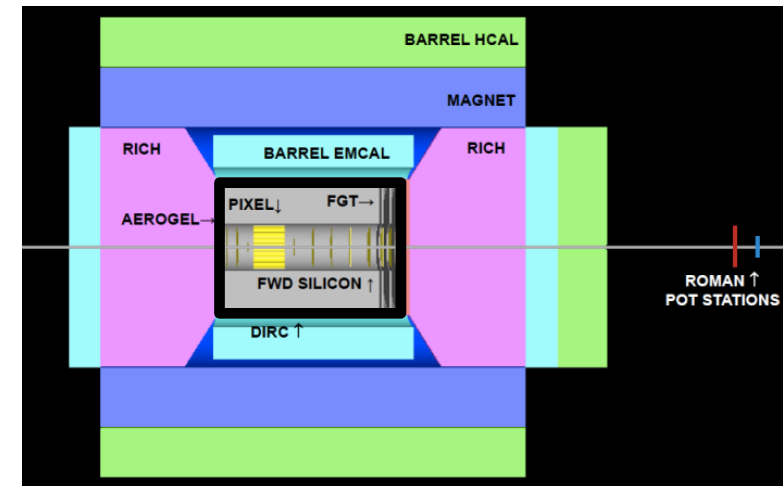 BARREL HCAL
MAGNET
RICH
BARREL EMCAL
RICH
PIXEL↓
FGT→
AEROGEL→
FWD SILICON ↑
ROMAN ↑
POT STATIONS
DIRC ↑